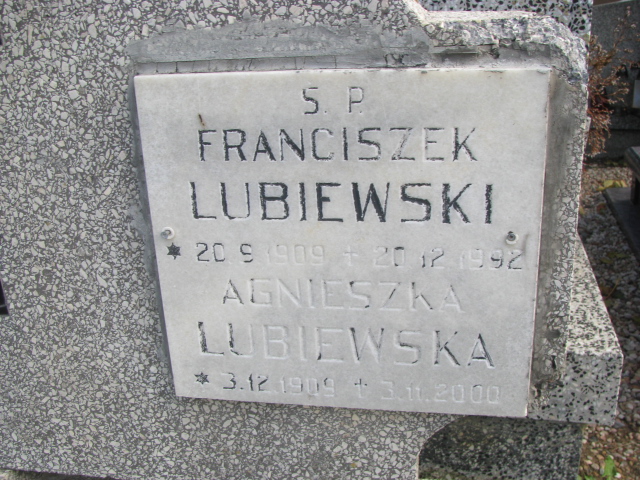 S. P.
FRANCISZEK
LUBIEWSKI
* 20 9 1909 + 20.12.1992
AGNIESZKA
LUBIEWSKA
* 3.12.1909 + 3.11.2000